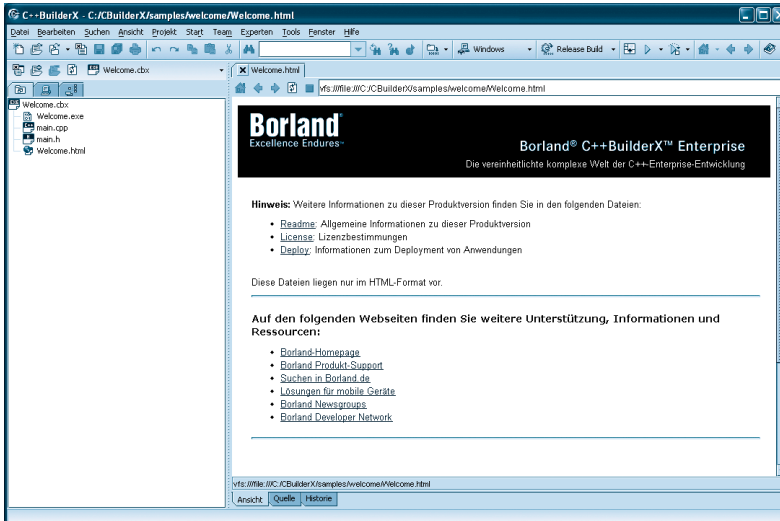 C++BuilderX - C:/CBuilderX/samples/welcome/Welcome.html
Datei Bearbeiten Suchen Ansicht Projekt Start Team Experten Tools Fenster Hilfe
Windows Release Build
Welcome.cbx
Welcome.html
vfs:///file:///C:/CBuilderX/samples/welcome/Welcome.html
Welcome.cbx
Welcome.exe
main.cpp
main.h
Welcome.html
Borland®
Excellence Endures™
Borland® C++BuilderX™ Enterprise
Die vereinheitlichte komplexe Welt der C++-Enterprise-Entwicklung
Hinweis: Weitere Informationen zu dieser Produktversion finden Sie in den folgenden Dateien:
• Readme: Allgemeine Informationen zu dieser Produktversion
• License: Lizenzbestimmungen
• Deploy: Informationen zum Deployment von Anwendungen
Diese Dateien liegen nur im HTML-Format vor.
Auf den folgenden Webseiten finden Sie weitere Unterstützung, Informationen und
Ressourcen:
• Borland-Homepage
• Borland Produkt-Support
• Suchen in Borland.de
• Lösungen für mobile Geräte
• Borland Newsgroups
• Borland Developer Network
vfs:///file:///C:/CBuilderX/samples/welcome/Welcome.html
Ansicht Quelle Historie